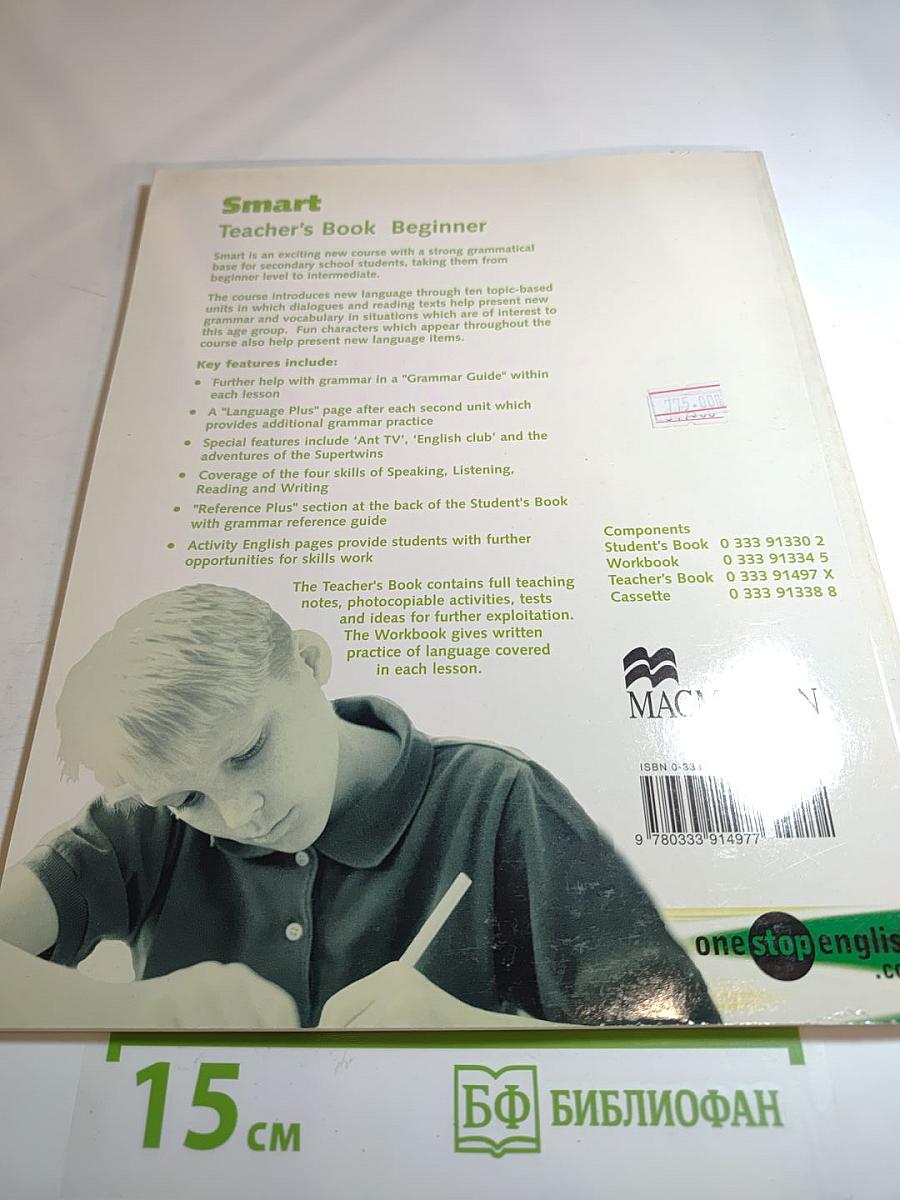 Smart
Teacher's Book Beginner
Smart is an exciting new course with a strong grammatical
base for secondary school students, taking them from
beginner level to intermediate.
The course introduces new language through ten topic-based
units in which dialogues and reading texts help present new
grammar and vocabulary in situations which are of interest to
this age group. Fun characters which appear throughout the
course also help present new language items.
Key features include:
• Further help with grammar in a "Grammar Guide" within
each lesson
• A "Language Plus" page after each second unit which
provides additional grammar practice
• Special features include 'Ant TV', 'English club' and the
adventures of the Supertwins
• Coverage of the four skills of Speaking, Listening,
Reading and Writing
• "Reference Plus" section at the back of the Student's Book
with grammar reference guide
• Activity English pages provide students with further
opportunities for skills work
The Teacher's Book contains full teaching
notes, photocopiable activities, tests
and ideas for further exploitation.
The Workbook gives written
practice of language covered
in each lesson.
775-00
Components
Student's Book 0 333 91330 2
Workbook 0 333 91334 5
Teacher's Book 0 333 91497 X
Cassette 0 333 91338 8
ISBN 0-33
9 780333 914977
onestopenglis
.co
15 СМ
БФ БИБЛИОФАН